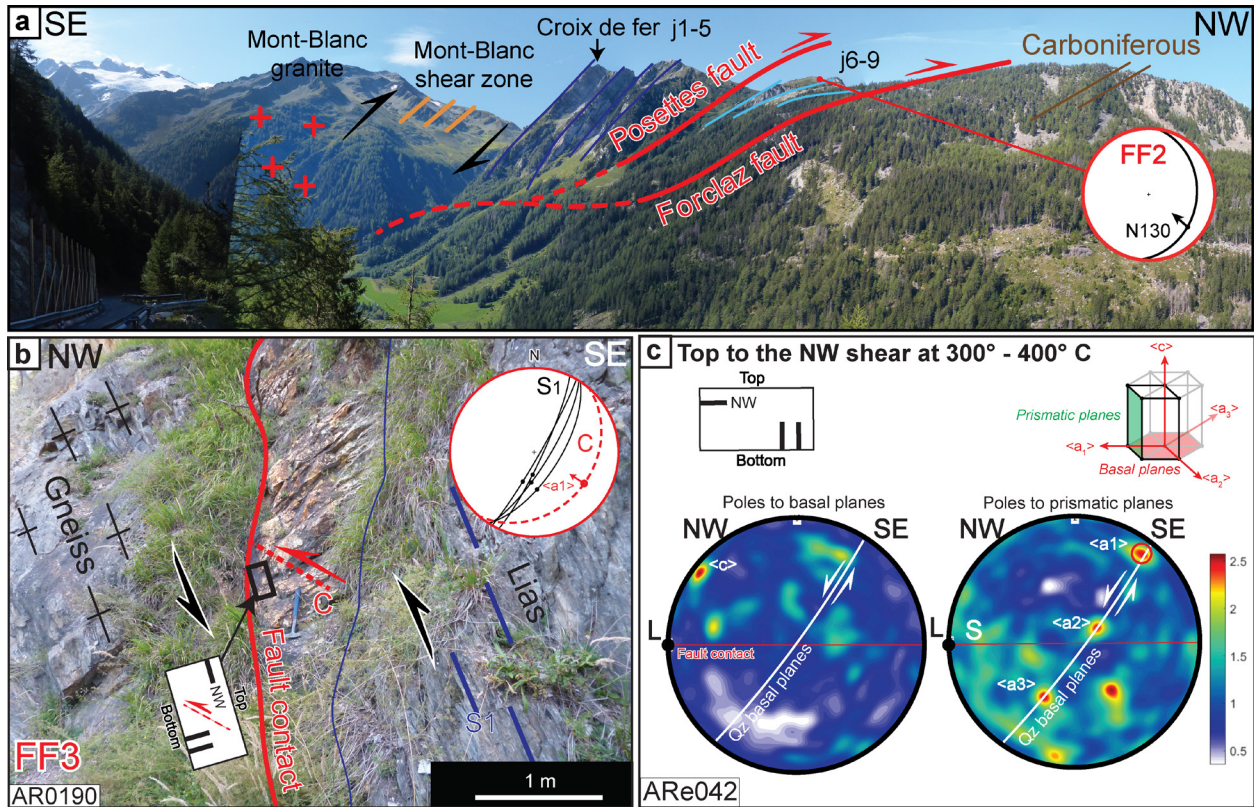 a SE
NW
Mont-Blanc
granite
Mont-Blanc
shear zone
Croix de fer j1-5
Posettes fault
Forclaz fault
j6-9
Carboniferous
FF2
N130
b NW
SE
N
S1
C
<a1>
Gneiss
C
Lias
Fault contact
S1
NW
Top
Bottom
FF3
AR0190
1 m
c Top to the NW shear at 300° - 400° C
Top
NW
Bottom
<c>
Prismatic planes
<a3>
<a1>
Basal planes
<a2>
Poles to basal planes
NW
SE
<c>
L
Fault contact
Qz basal planes
Poles to prismatic planes
NW
SE
<a1>
<a2>
L
S
<a3>
Qz basal planes
2.5
2
1.5
1
0.5
ARe042